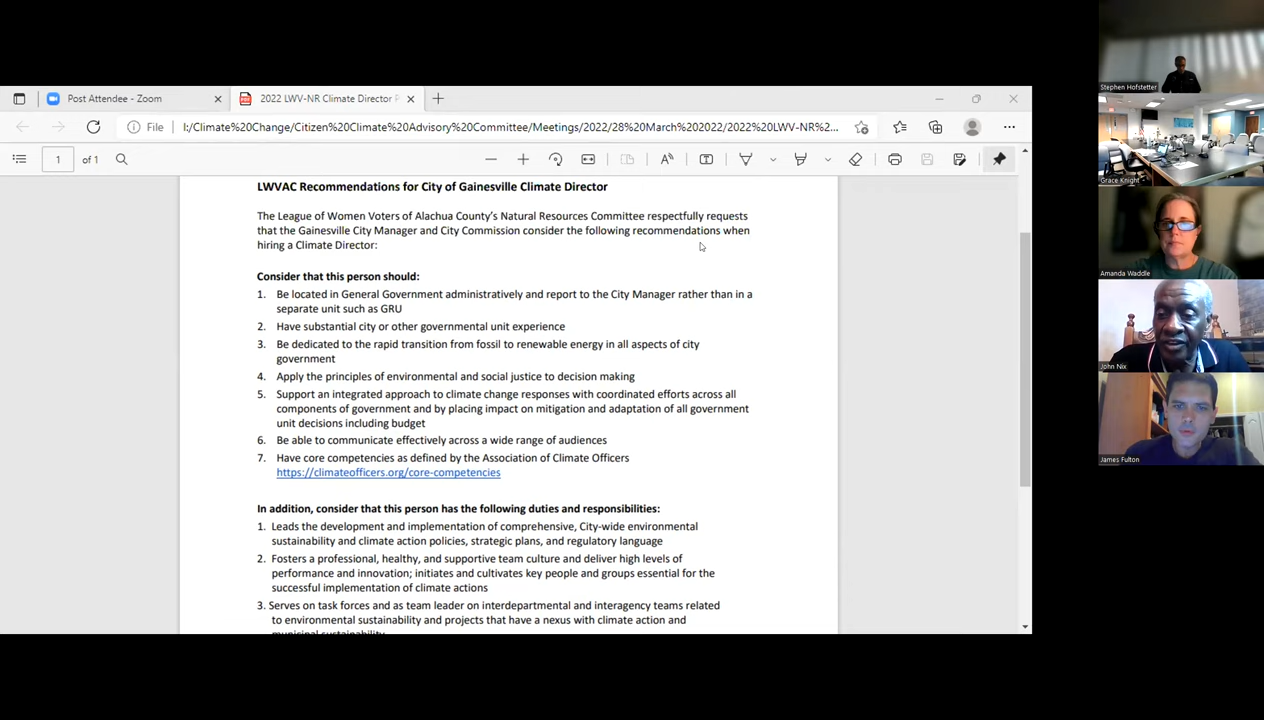 Post Attendee - Zoom
2022 LWV-NR Climate Director P
File
I:/Climate%20Change/Citizen%20Climate%20Advisory%20Committee/Meetings/2022/28%20March%202022/2022%20LWV-NR%2...
1 of 1
LWVAC Recommendations for City of Gainesville Climate Director
The League of Women Voters of Alachua County's Natural Resources Committee respectfully requests
that the Gainesville City Manager and City Commission consider the following recommendations when
hiring a Climate Director:
Consider that this person should:
1. Be located in General Government administratively and report to the City Manager rather than in a
separate unit such as GRU
2. Have substantial city or other governmental unit experience
3. Be dedicated to the rapid transition from fossil to renewable energy in all aspects of city
government
4. Apply the principles of environmental and social justice to decision making
5. Support an integrated approach to climate change responses with coordinated efforts across all
components of government and by placing impact on mitigation and adaptation of all government
unit decisions including budget
6. Be able to communicate effectively across a wide range of audiences
7. Have core competencies as defined by the Association of Climate Officers
https://climateofficers.org/core-competencies
In addition, consider that this person has the following duties and responsibilities:
1. Leads the development and implementation of comprehensive, City-wide environmental
sustainability and climate action policies, strategic plans, and regulatory language
2. Fosters a professional, healthy, and supportive team culture and deliver high levels of
performance and innovation; initiates and cultivates key people and groups essential for the
successful implementation of climate actions
3. Serves on task forces and as team leader on interdepartmental and interagency teams related
to environmental sustainability and projects that have a nexus with climate action and
municipal sustainability
Stephen Hofstetter
Grace Knight
Amanda Waddle
John Nix
James Fulton